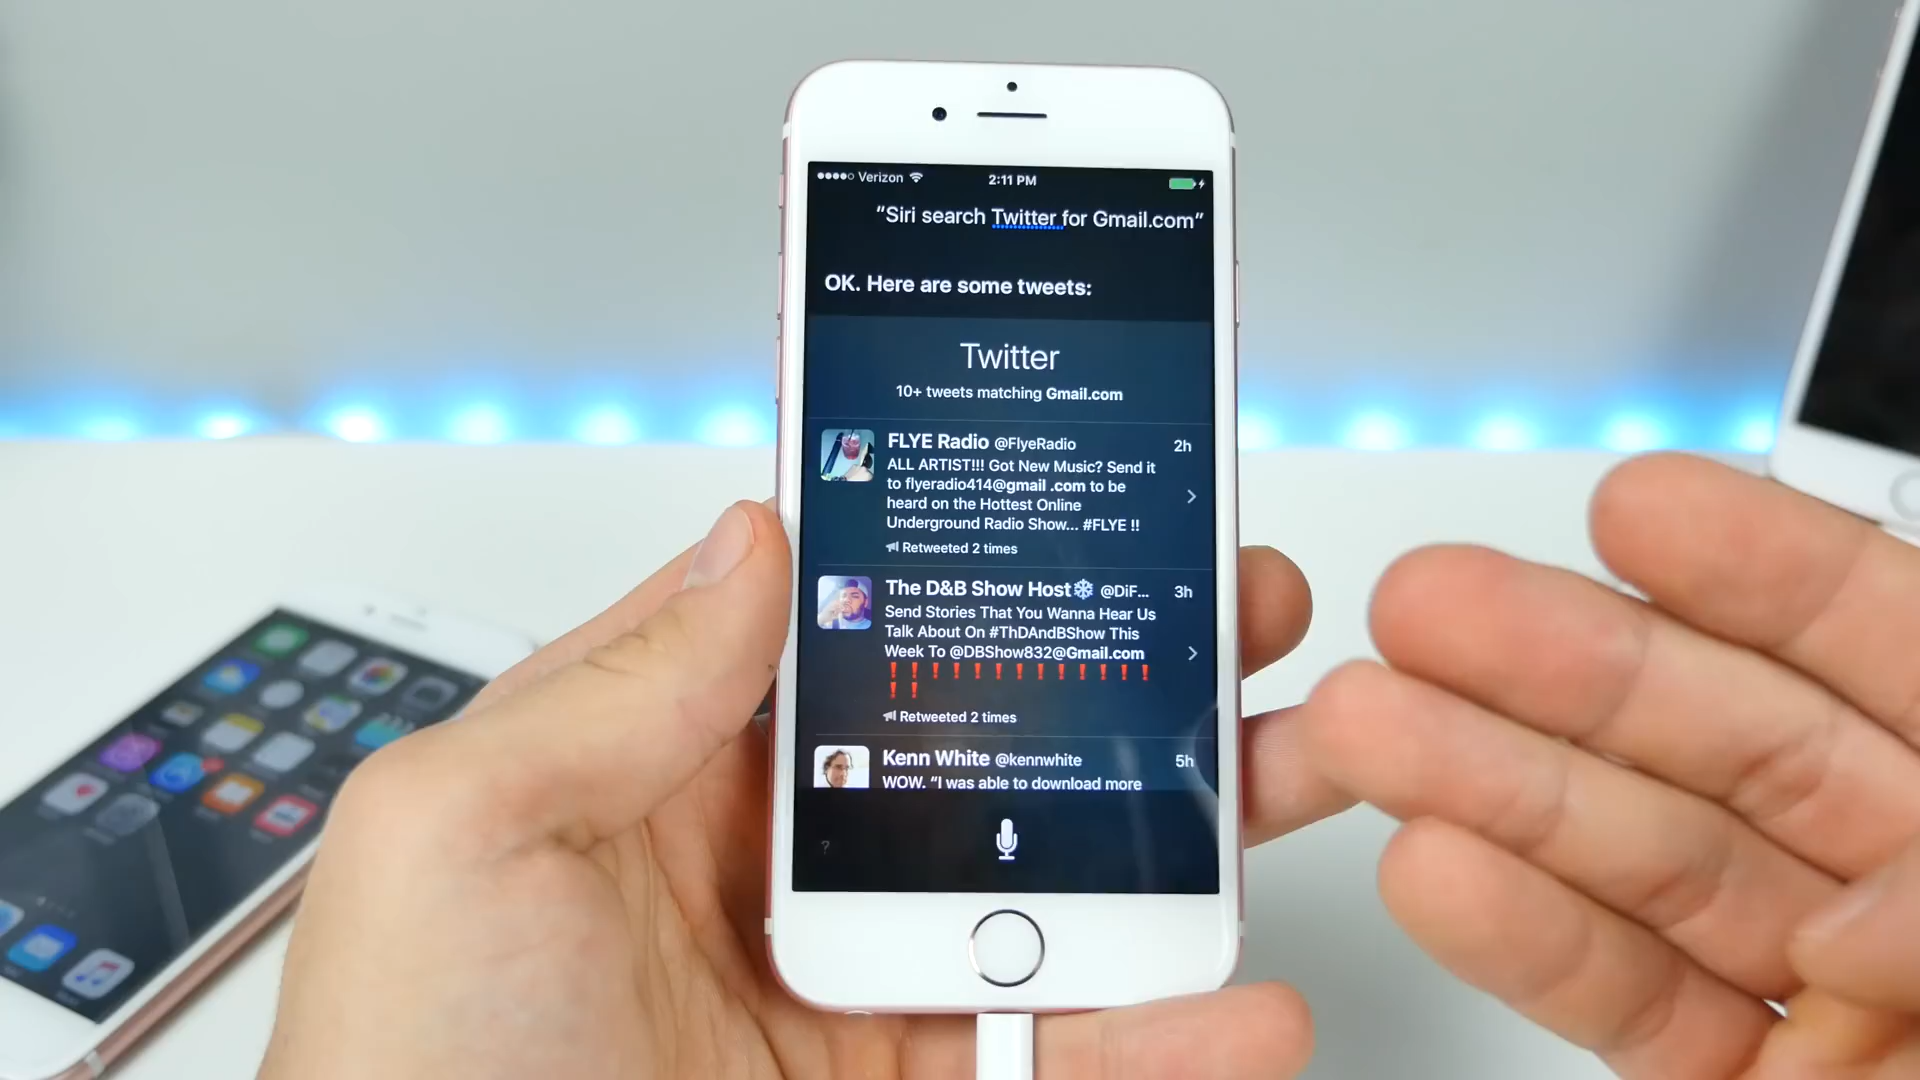 Verizon 2:11 PM
"Siri search Twitter for Gmail.com"
OK. Here are some tweets:
Twitter
10+ tweets matching Gmail.com
FLYE Radio @FlyeRadio 2h
ALL ARTIST!!! Got New Music? Send it
to flyeradio414@gmail .com to be
heard on the Hottest Online
Underground Radio Show... #FLYE !!
Retweeted 2 times
The D&B Show Host❄ @DiF... 3h
Send Stories That You Wanna Hear Us
Talk About On #ThDAndBShow This
Week To @DBShow832@Gmail.com
❗❗❗❗❗❗❗❗❗❗❗❗❗
❗❗
Retweeted 2 times
Kenn White @kennwhite 5h
WOW. “I was able to download more
?